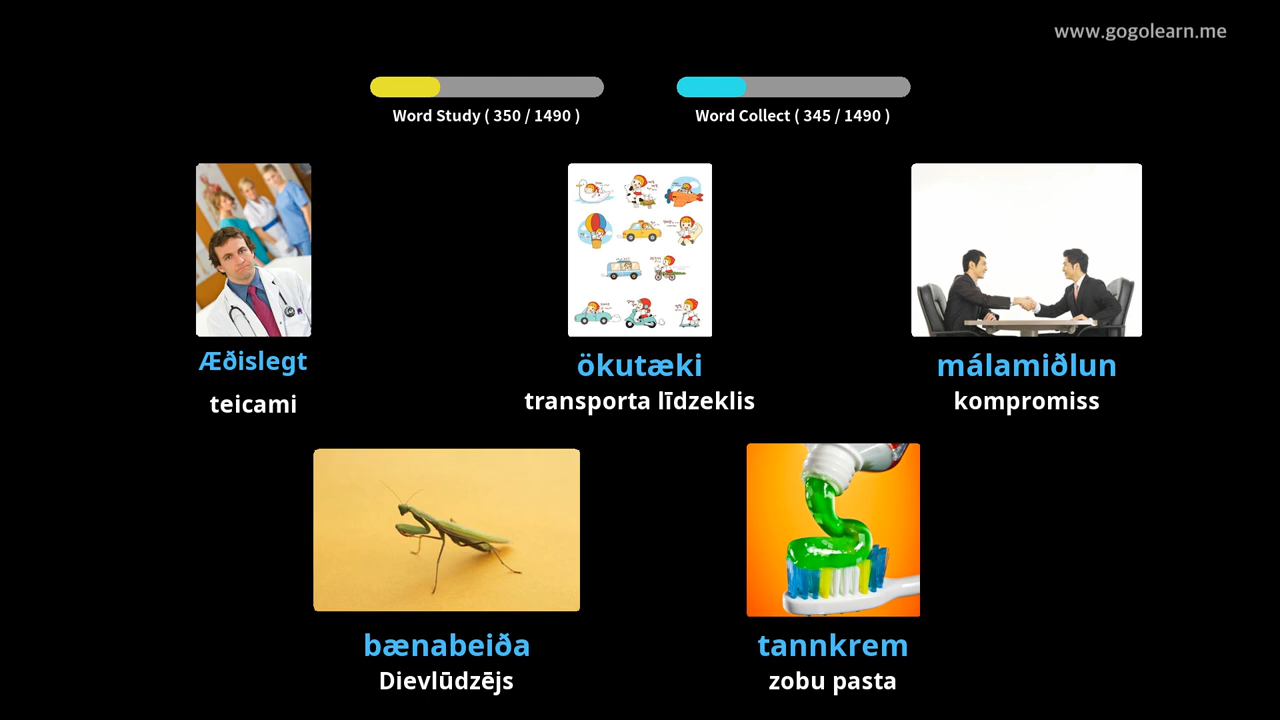 www.gogolearn.me
Word Study ( 350 / 1490 )
Word Collect ( 345 / 1490 )
Æðislegt
teicami
ökutæki
transporta līdzeklis
málamiðlun
kompromiss
bænabeiða
Dievlūdzējs
tannkrem
zobu pasta